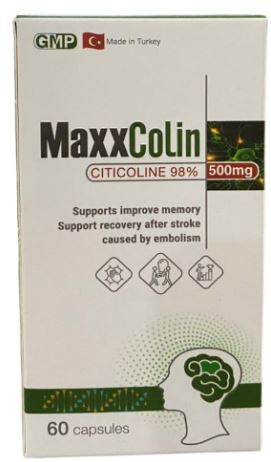 GMP Made in Turkey
MaxxColin
CITICOLINE 98% 500mg
Supports improve memory
Support recovery after stroke
caused by embolism
60 capsules